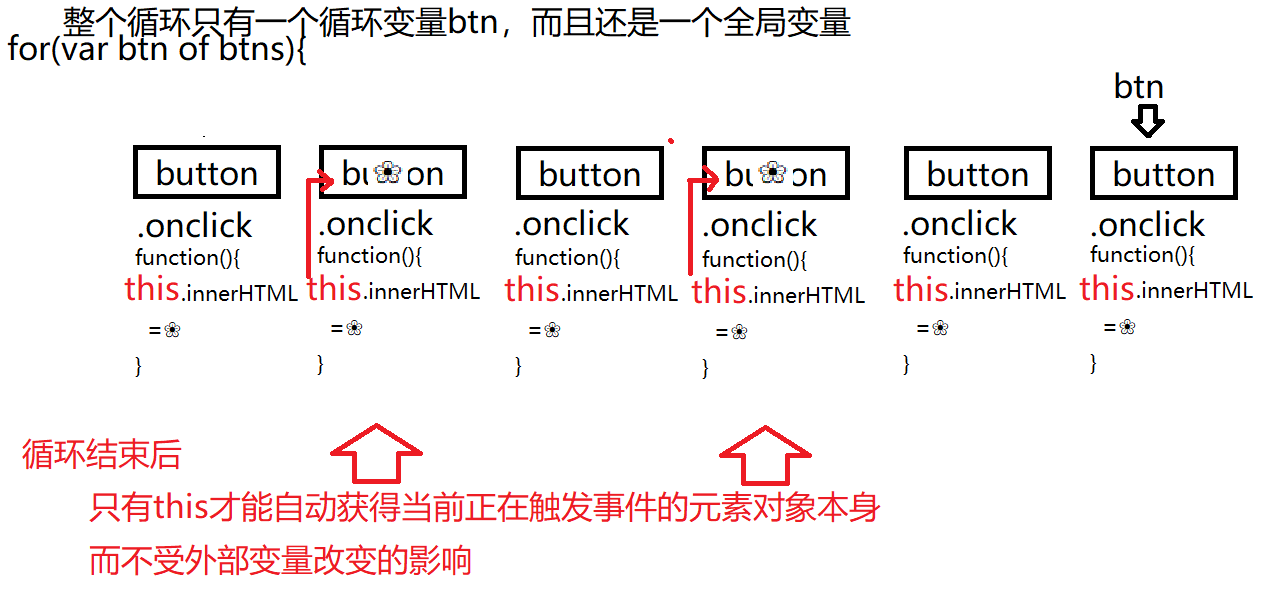 整个循环只有一个循环变量btn，而且还是一个全局变量
for(var btn of btns){
btn
button bu❀on button bu❀on button button
.onclick .onclick .onclick .onclick .onclick .onclick
function(){ function(){ function(){ function(){ function(){ function(){
this.innerHTML this.innerHTML this.innerHTML this.innerHTML this.innerHTML this.innerHTML
=❀ =❀ =❀ =❀ =❀ =❀
} } } } } }
循环结束后
只有this才能自动获得当前正在触发事件的元素对象本身
而不受外部变量改变的影响